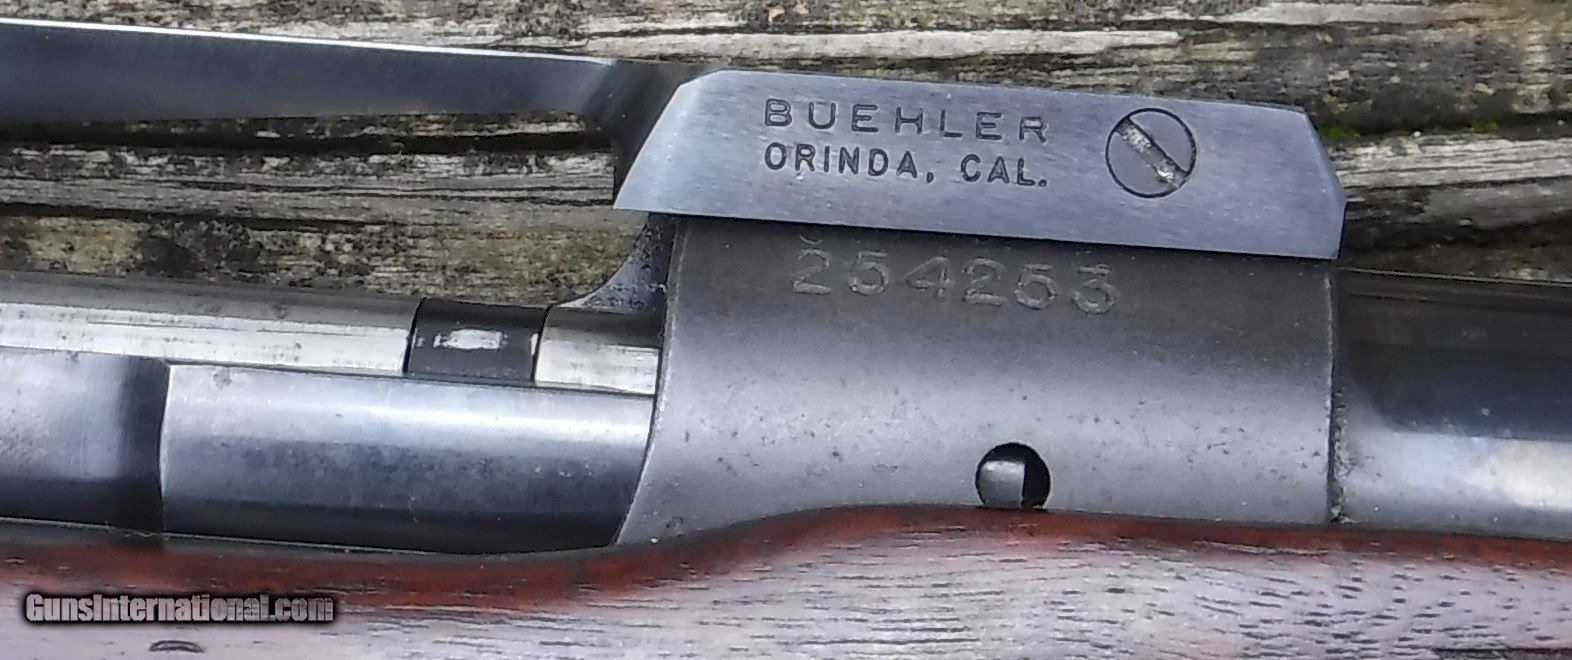 BUEHLER
ORINDA, CAL.
254253
GunsInternational.com